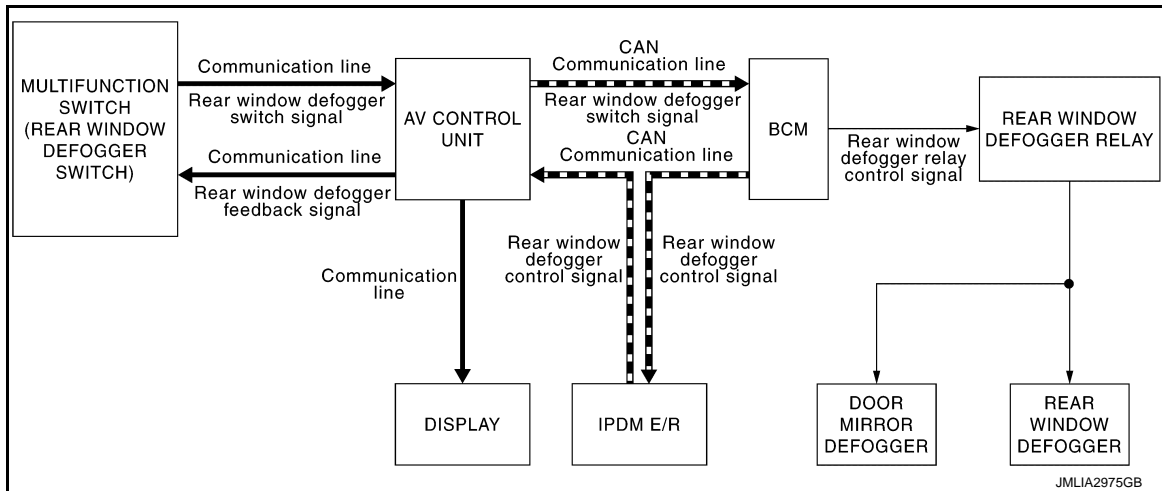 MULTIFUNCTION
SWITCH
(REAR WINDOW
DEFOGGER
SWITCH)
Communication line
Rear window defogger
switch signal
Communication line
Rear window defogger
feedback signal
AV CONTROL
UNIT
CAN
Communication line
Rear window defogger
switch signal
CAN
Communication line
BCM
Rear window
defogger relay
control signal
REAR WINDOW
DEFOGGER RELAY
Communication
line
Rear window
defogger
control signal
Rear window
defogger
control signal
DISPLAY
IPDM E/R
DOOR
MIRROR
DEFOGGER
REAR
WINDOW
DEFOGGER
JMLIA2975GB